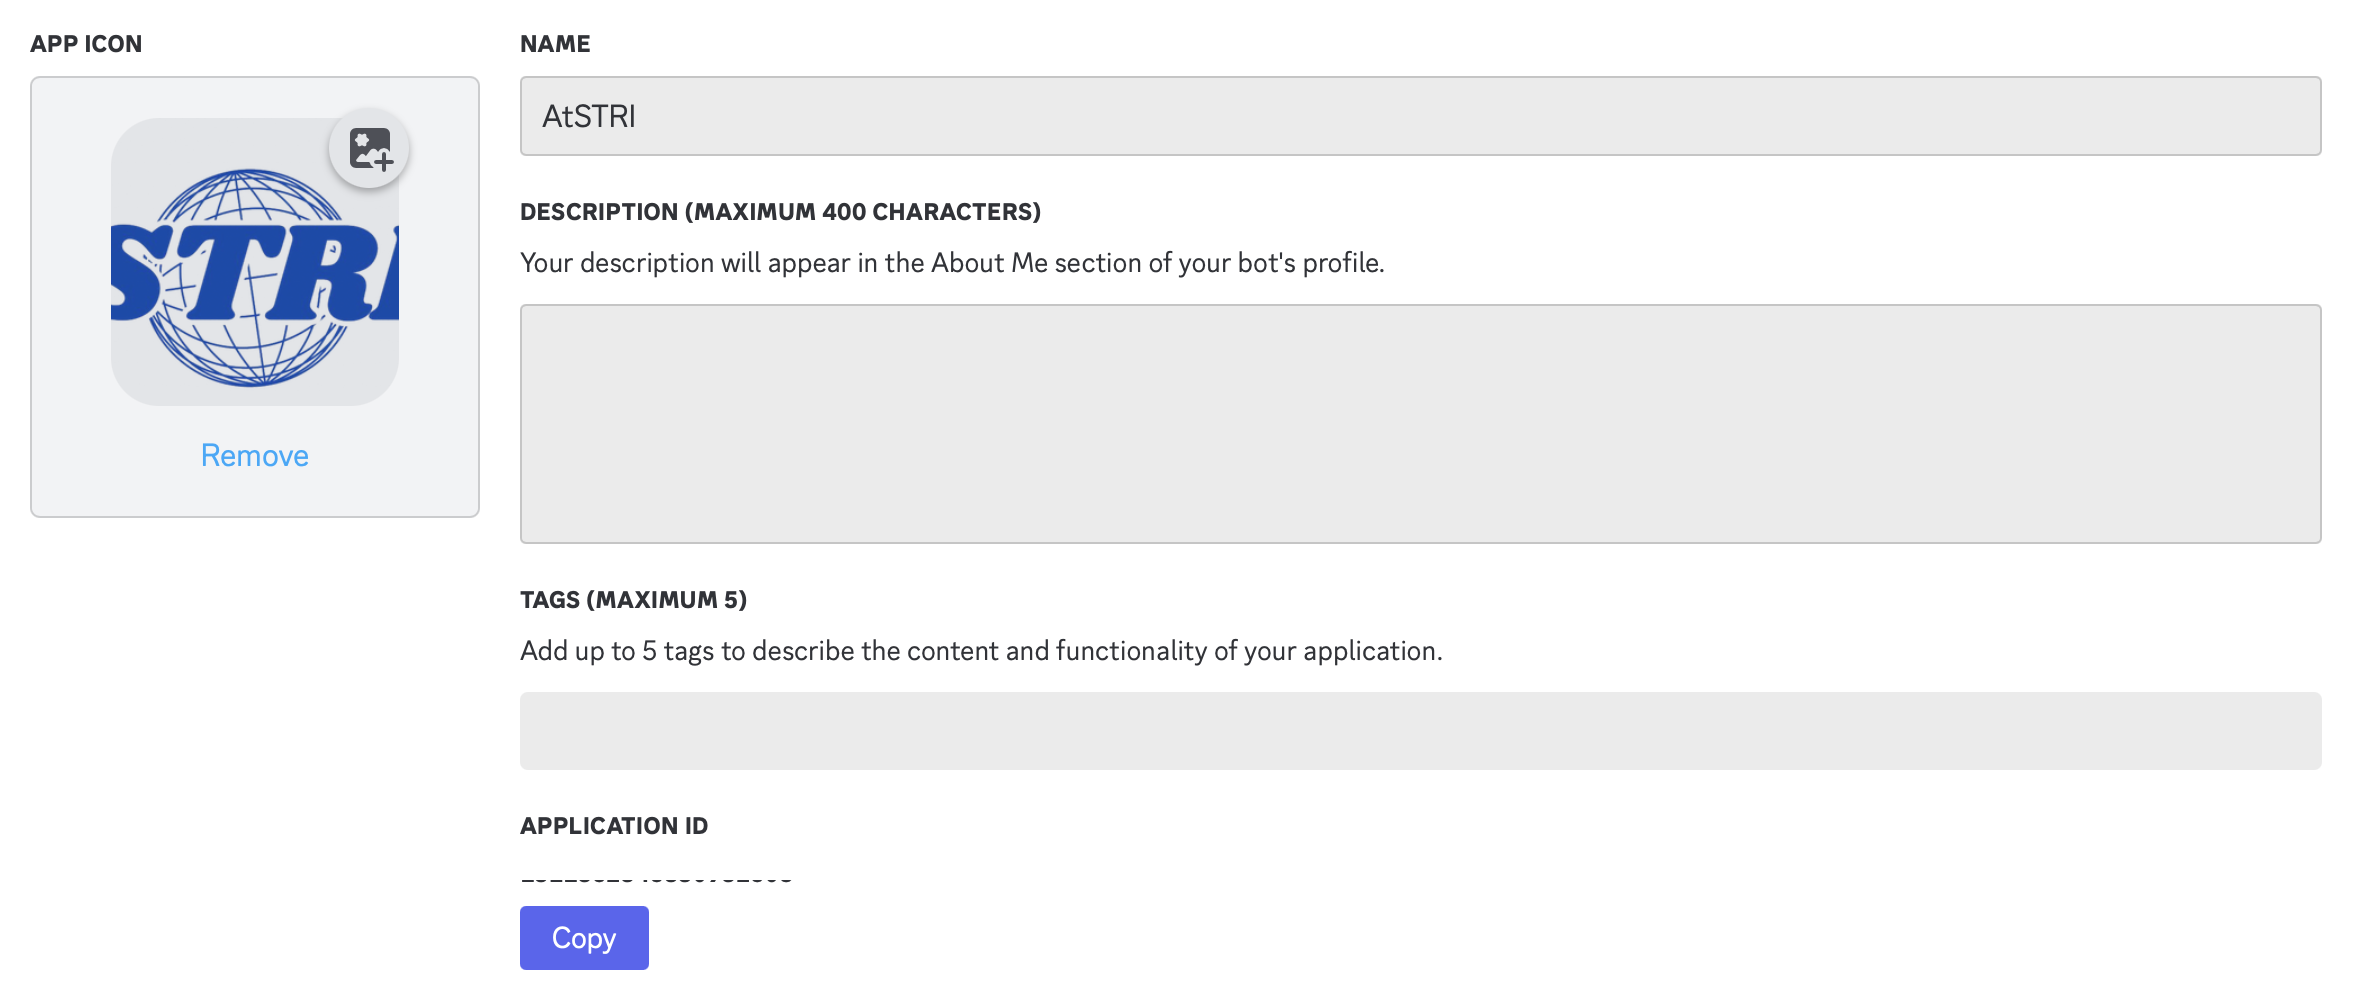 APP ICON
STRI
Remove
NAME
AtSTRI
DESCRIPTION (MAXIMUM 400 CHARACTERS)
Your description will appear in the About Me section of your bot's profile.
TAGS (MAXIMUM 5)
Add up to 5 tags to describe the content and functionality of your application.
APPLICATION ID
Copy